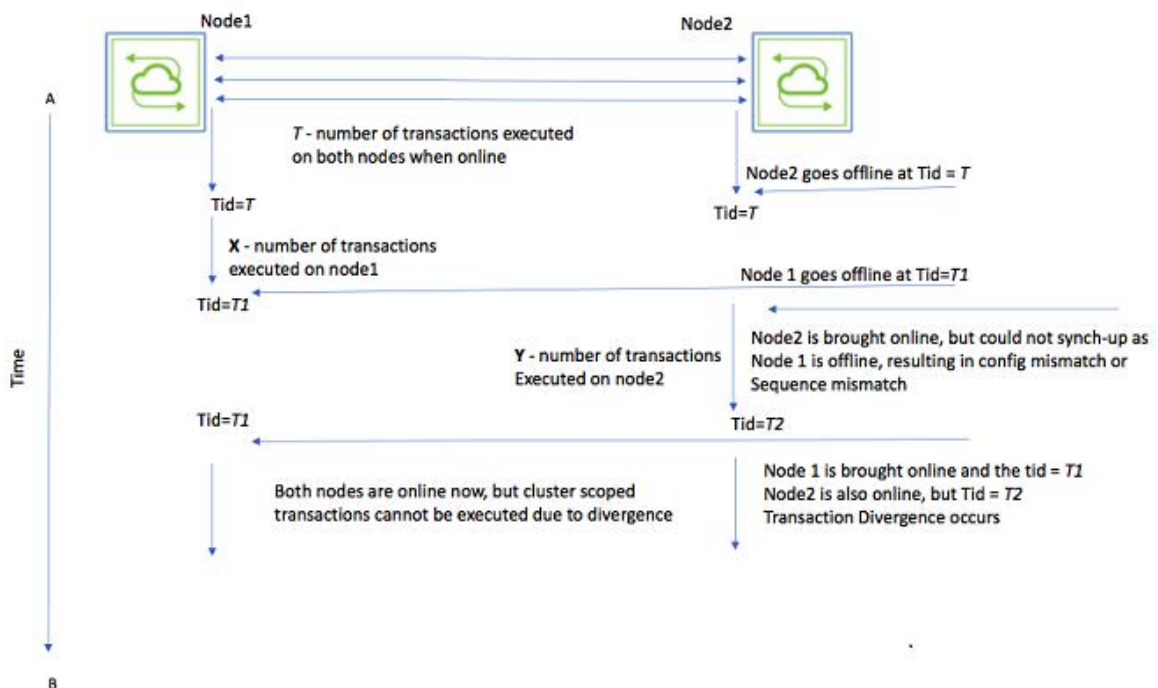 Node1
Node2
A
T - number of transactions executed
on both nodes when online
Node2 goes offline at Tid = T
Tid=T
Tid=T
X - number of transactions
executed on node1
Node 1 goes offline at Tid=T1
Tid=T1
Node2 is brought online, but could not synch-up as
Node 1 is offline, resulting in config mismatch or
Sequence mismatch
Y - number of transactions
Executed on node2
Time
Tid=T1
Tid=T2
Node 1 is brought online and the tid = T1
Node2 is also online, but Tid = T2
Transaction Divergence occurs
Both nodes are online now, but cluster scoped
transactions cannot be executed due to divergence
B